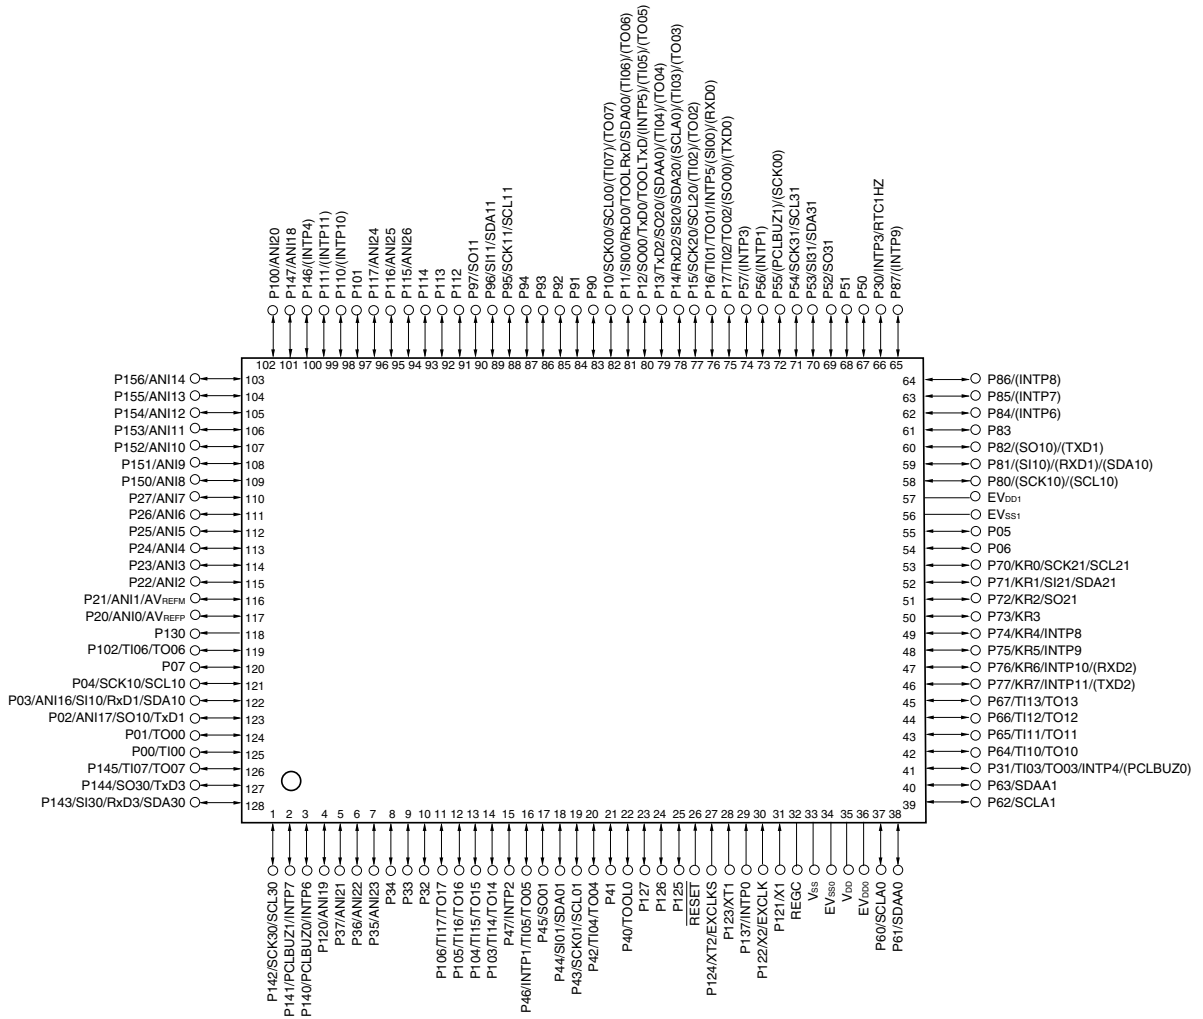 P100/ANI20
P147/ANI18
P146/(INTP4)
P111/(INTP11)
P110/(INTP10)
P101
P117/ANI24
P116/ANI25
P115/ANI26
P114
P113
P112
P97/SO11
P96/SI11/SDA11
P95/SCK11/SCL11
P94
P93
P92
P91
P90
P10/SCK00/SCL00/(TI07)/(TO07)
P11/SI00/RxD0/TOOLRxD/SDA00/(TI06)/(TO06)
P12/SO00/TxD0/TOOLTxD/(INTP5)/(TI05)/(TO05)
P13/TxD2/SO20/(SDAA0)/(TI04)/(TO04)
P14/RxD2/SI20/SDA20/(SCLA0)/(TI03)/(TO03)
P15/SCK20/SCL20/(TI02)/(TO02)
P16/TI01/TO01/INTP5/(SI00)/(RXD0)
P17/TI02/TO02/(SO00)/(TXD0)
P57/(INTP3)
P56/(INTP1)
P55/(PCLBUZ1)/(SCK00)
P54/SCK31/SCL31
P53/SI31/SDA31
P52/SO31
P51
P50
P30/INTP3/RTC1HZ
P87/(INTP9)
102 101 100 99 98 97 96 95 94 93 92 91 90 89 88 87 86 85 84 83 82 81 80 79 78 77 76 75 74 73 72 71 70 69 68 67 66 65
P156/ANI14 103
P155/ANI13 104
P154/ANI12 105
P153/ANI11 106
P152/ANI10 107
P151/ANI9 108
P150/ANI8 109
P27/ANI7 110
P26/ANI6 111
P25/ANI5 112
P24/ANI4 113
P23/ANI3 114
P22/ANI2 115
P21/ANI1/AVREFM 116
P20/ANI0/AVREFP 117
P130 118
P102/TI06/TO06 119
P07 120
P04/SCK10/SCL10 121
P03/ANI16/SI10/RxD1/SDA10 122
P02/ANI17/SO10/TxD1 123
P01/TO00 124
P00/TI00 125
P145/TI07/TO07 126
P144/SO30/TxD3 127
P143/SI30/RxD3/SDA30 128
64 P86/(INTP8)
63 P85/(INTP7)
62 P84/(INTP6)
61 P83
60 P82/(SO10)/(TXD1)
59 P81/(SI10)/(RXD1)/(SDA10)
58 P80/(SCK10)/(SCL10)
57 EVDD1
56 EVSS1
55 P05
54 P06
53 P70/KR0/SCK21/SCL21
52 P71/KR1/SI21/SDA21
51 P72/KR2/SO21
50 P73/KR3
49 P74/KR4/INTP8
48 P75/KR5/INTP9
47 P76/KR6/INTP10/(RXD2)
46 P77/KR7/INTP11/(TXD2)
45 P67/TI13/TO13
44 P66/TI12/TO12
43 P65/TI11/TO11
42 P64/TI10/TO10
41 P31/TI03/TO03/INTP4/(PCLBUZ0)
40 P63/SDAA1
39 P62/SCLA1
1 2 3 4 5 6 7 8 9 10 11 12 13 14 15 16 17 18 19 20 21 22 23 24 25 26 27 28 29 30 31 32 33 34 35 36 37 38
P142/SCK30/SCL30
P141/PCLBUZ1/INTP7
P140/PCLBUZ0/INTP6
P120/ANI19
P37/ANI21
P36/ANI22
P35/ANI23
P34
P33
P32
P106/TI17/TO17
P105/TI16/TO16
P104/TI15/TO15
P103/TI14/TO14
P47/INTP2
P46/INTP1/TI05/TO05
P45/SO01
P44/SI01/SDA01
P43/SCK01/SCL01
P42/TI04/TO04
P41
P40/TOOL0
P127
P126
P125
RESET
P124/XT2/EXCLKS
P123/XT1
P137/INTP0
P122/X2/EXCLK
P121/X1
REGC
VSS
EVSS0
VDD
EVDD0
P60/SCLA0
P61/SDAA0